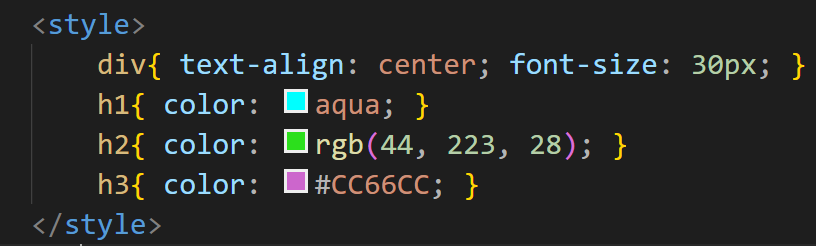 <style>
div{ text-align: center; font-size: 30px; }
h1{ color: aqua; }
h2{ color: rgb(44, 223, 28); }
h3{ color: #CC66CC; }
</style>